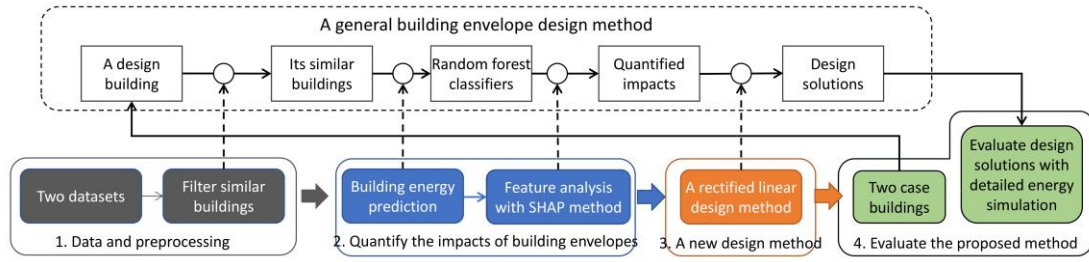 A general building envelope design method
A design
building
Its similar
buildings
Random forest
classifiers
Quantified
impacts
Design
solutions
Two datasets
Filter similar
buildings
1. Data and preprocessing
Building energy
prediction
Feature analysis
with SHAP method
2. Quantify the impacts of building envelopes
A rectified linear
design method
3. A new design method
Two case
buildings
Evaluate design
solutions with
detailed energy
simulation
4. Evaluate the proposed method